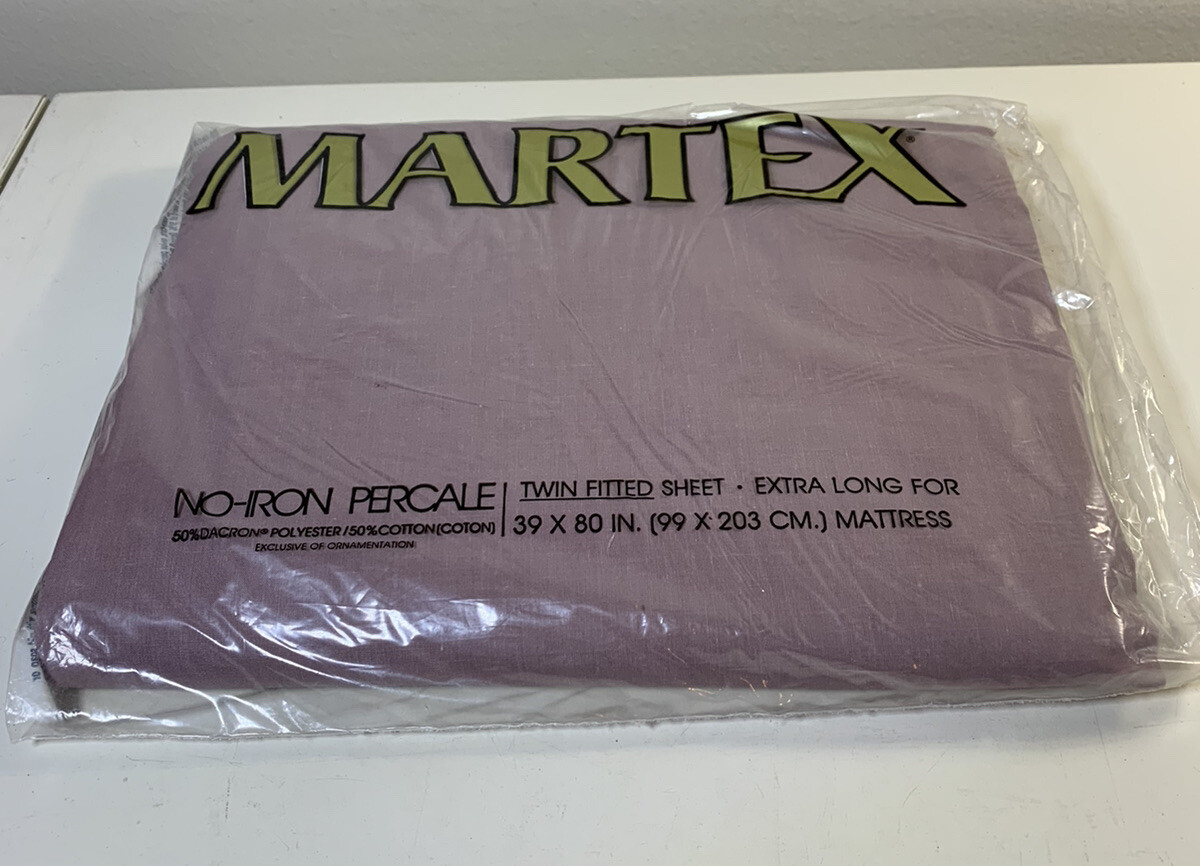 MARTEX®
NO-IRON PERCALE
50% DACRON® POLYESTER/50% COTTON (COTON)
EXCLUSIVE OF ORNAMENTATION
TWIN FITTED SHEET · EXTRA LONG FOR
39 X 80 IN. (99 X 203 CM.) MATTRESS